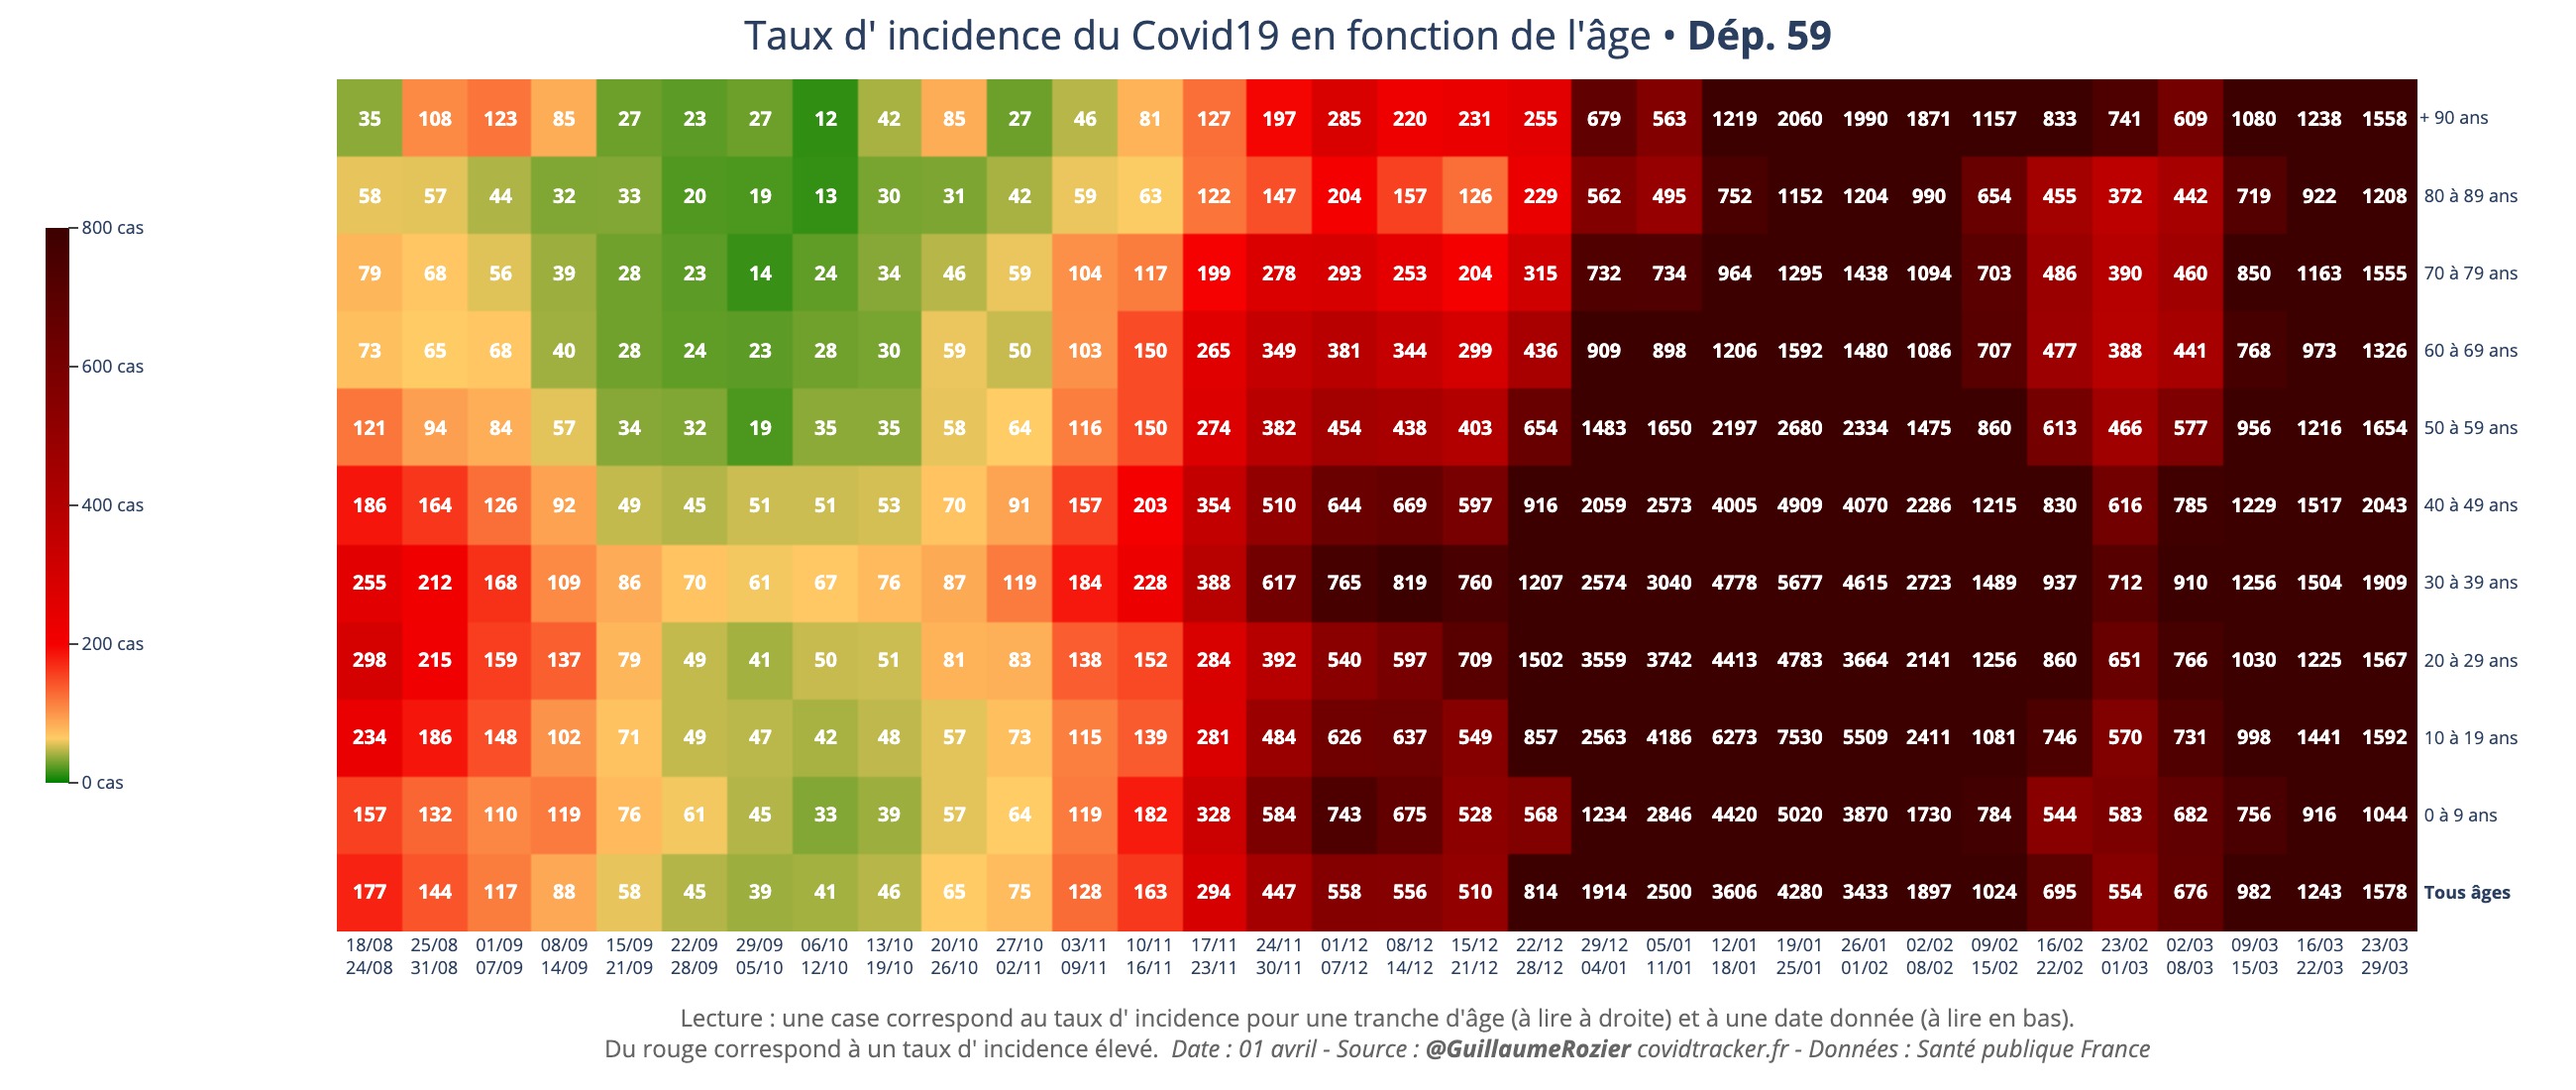 Taux d' incidence du Covid19 en fonction de l'âge • Dép. 59
35 108 123 85 27 23 27 12 42 85 27 46 81 127 197 285 220 231 255 679 563 1219 2060 1990 1871 1157 833 741 609 1080 1238 1558 + 90 ans
58 57 44 32 33 20 19 13 30 31 42 59 63 122 147 204 157 126 229 562 495 752 1152 1204 990 654 455 372 442 719 922 1208 80 à 89 ans
800 cas
79 68 56 39 28 23 14 24 34 46 59 104 117 199 278 293 253 204 315 732 734 964 1295 1438 1094 703 486 390 460 850 1163 1555 70 à 79 ans
73 65 68 40 28 24 23 28 30 59 50 103 150 265 349 381 344 299 436 909 898 1206 1592 1480 1086 707 477 388 441 768 973 1326 60 à 69 ans
600 cas
121 94 84 57 34 32 19 35 35 58 64 116 150 274 382 454 438 403 654 1483 1650 2197 2680 2334 1475 860 613 466 577 956 1216 1654 50 à 59 ans
400 cas
186 164 126 92 49 45 51 51 53 70 91 157 203 354 510 644 669 597 916 2059 2573 4005 4909 4070 2286 1215 830 616 785 1229 1517 2043 40 à 49 ans
255 212 168 109 86 70 61 67 76 87 119 184 228 388 617 765 819 760 1207 2574 3040 4778 5677 4615 2723 1489 937 712 910 1256 1504 1909 30 à 39 ans
200 cas
298 215 159 137 79 49 41 50 51 81 83 138 152 284 392 540 597 709 1502 3559 3742 4413 4783 3664 2141 1256 860 651 766 1030 1225 1567 20 à 29 ans
234 186 148 102 71 49 47 42 48 57 73 115 139 281 484 626 637 549 857 2563 4186 6273 7530 5509 2411 1081 746 570 731 998 1441 1592 10 à 19 ans
0 cas
157 132 110 119 76 61 45 33 39 57 64 119 182 328 584 743 675 528 568 1234 2846 4420 5020 3870 1730 784 544 583 682 756 916 1044 0 à 9 ans
177 144 117 88 58 45 39 41 46 65 75 128 163 294 447 558 556 510 814 1914 2500 3606 4280 3433 1897 1024 695 554 676 982 1243 1578 Tous âges
18/08 25/08 01/09 08/09 15/09 22/09 29/09 06/10 13/10 20/10 27/10 03/11 10/11 17/11 24/11 01/12 08/12 15/12 22/12 29/12 05/01 12/01 19/01 26/01 02/02 09/02 16/02 23/02 02/03 09/03 16/03 23/03
24/08 31/08 07/09 14/09 21/09 28/09 05/10 12/10 19/10 26/10 02/11 09/11 16/11 23/11 30/11 07/12 14/12 21/12 28/12 04/01 11/01 18/01 25/01 01/02 08/02 15/02 22/02 01/03 08/03 15/03 22/03 29/03
Lecture : une case correspond au taux d' incidence pour une tranche d'âge (à lire à droite) et à une date donnée (à lire en bas).
Du rouge correspond à un taux d' incidence élevé. Date : 01 avril - Source : @GuillaumeRozier covidtracker.fr - Données : Santé publique France